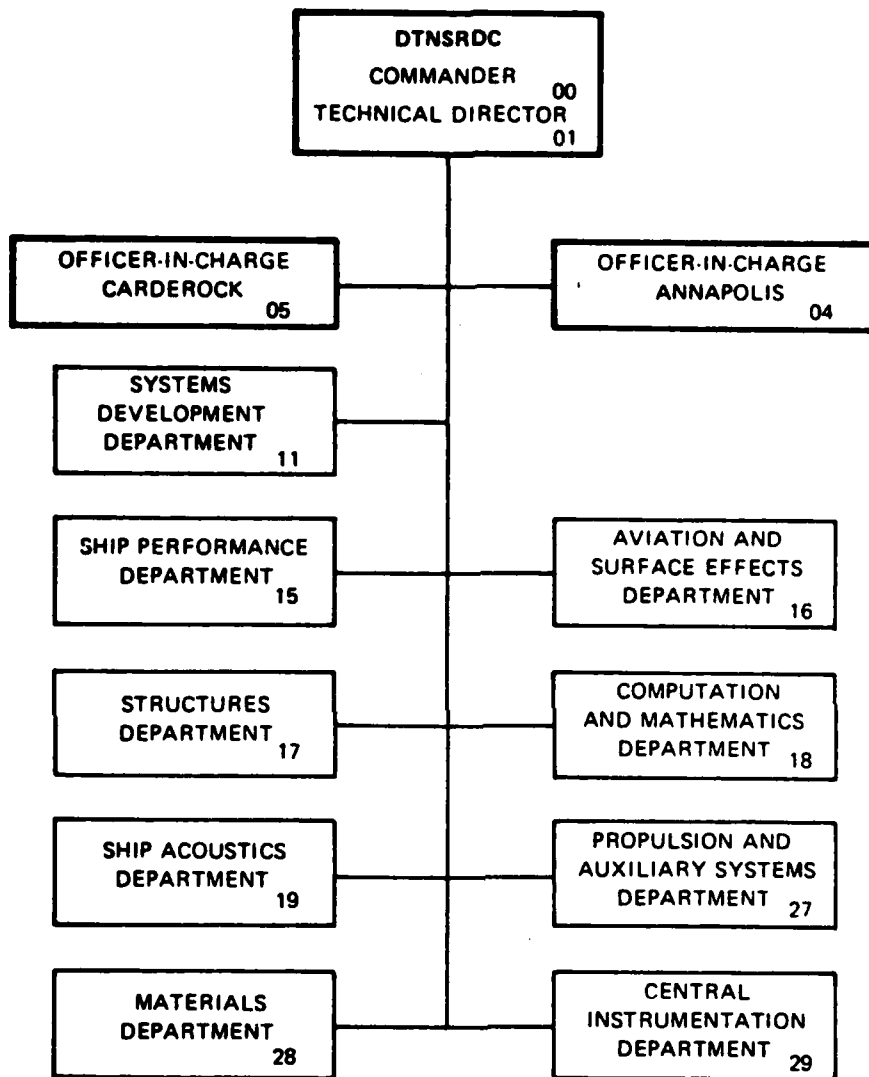 DTNSRDC
COMMANDER
00
TECHNICAL DIRECTOR
01
OFFICER-IN-CHARGE
CARDEROCK
05
OFFICER-IN-CHARGE
ANNAPOLIS
04
SYSTEMS
DEVELOPMENT
DEPARTMENT
11
SHIP PERFORMANCE
DEPARTMENT
15
AVIATION AND
SURFACE EFFECTS
DEPARTMENT
16
STRUCTURES
DEPARTMENT
17
COMPUTATION
AND MATHEMATICS
DEPARTMENT
18
SHIP ACOUSTICS
DEPARTMENT
19
PROPULSION AND
AUXILIARY SYSTEMS
DEPARTMENT
27
MATERIALS
DEPARTMENT
28
CENTRAL
INSTRUMENTATION
DEPARTMENT
29